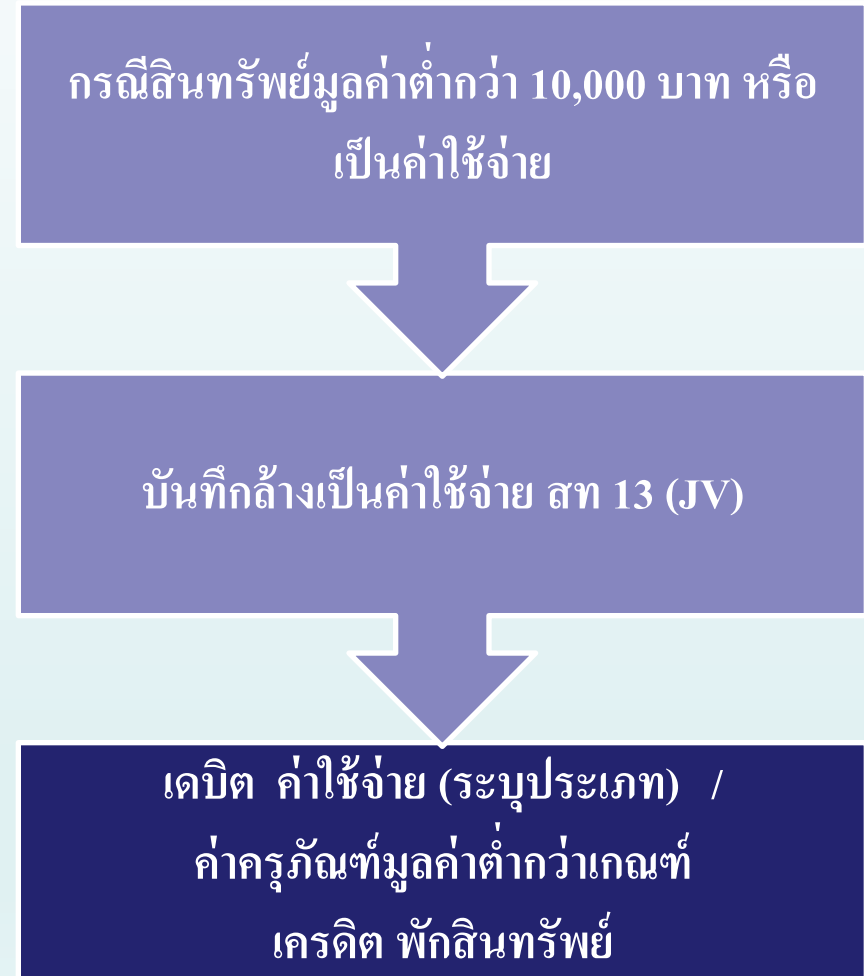 กรณีสินทรัพย์มูลค่าต่ำกว่า 10,000 บาท หรือ
เป็นค่าใช้จ่าย
บันทึกล้างเป็นค่าใช้จ่าย สท 13 (JV)
เดบิต ค่าใช้จ่าย (ระบุประเภท) /
ค่าครุภัณฑ์มูลค่าต่ำกว่าเกณฑ์
เครดิต พักสินทรัพย์